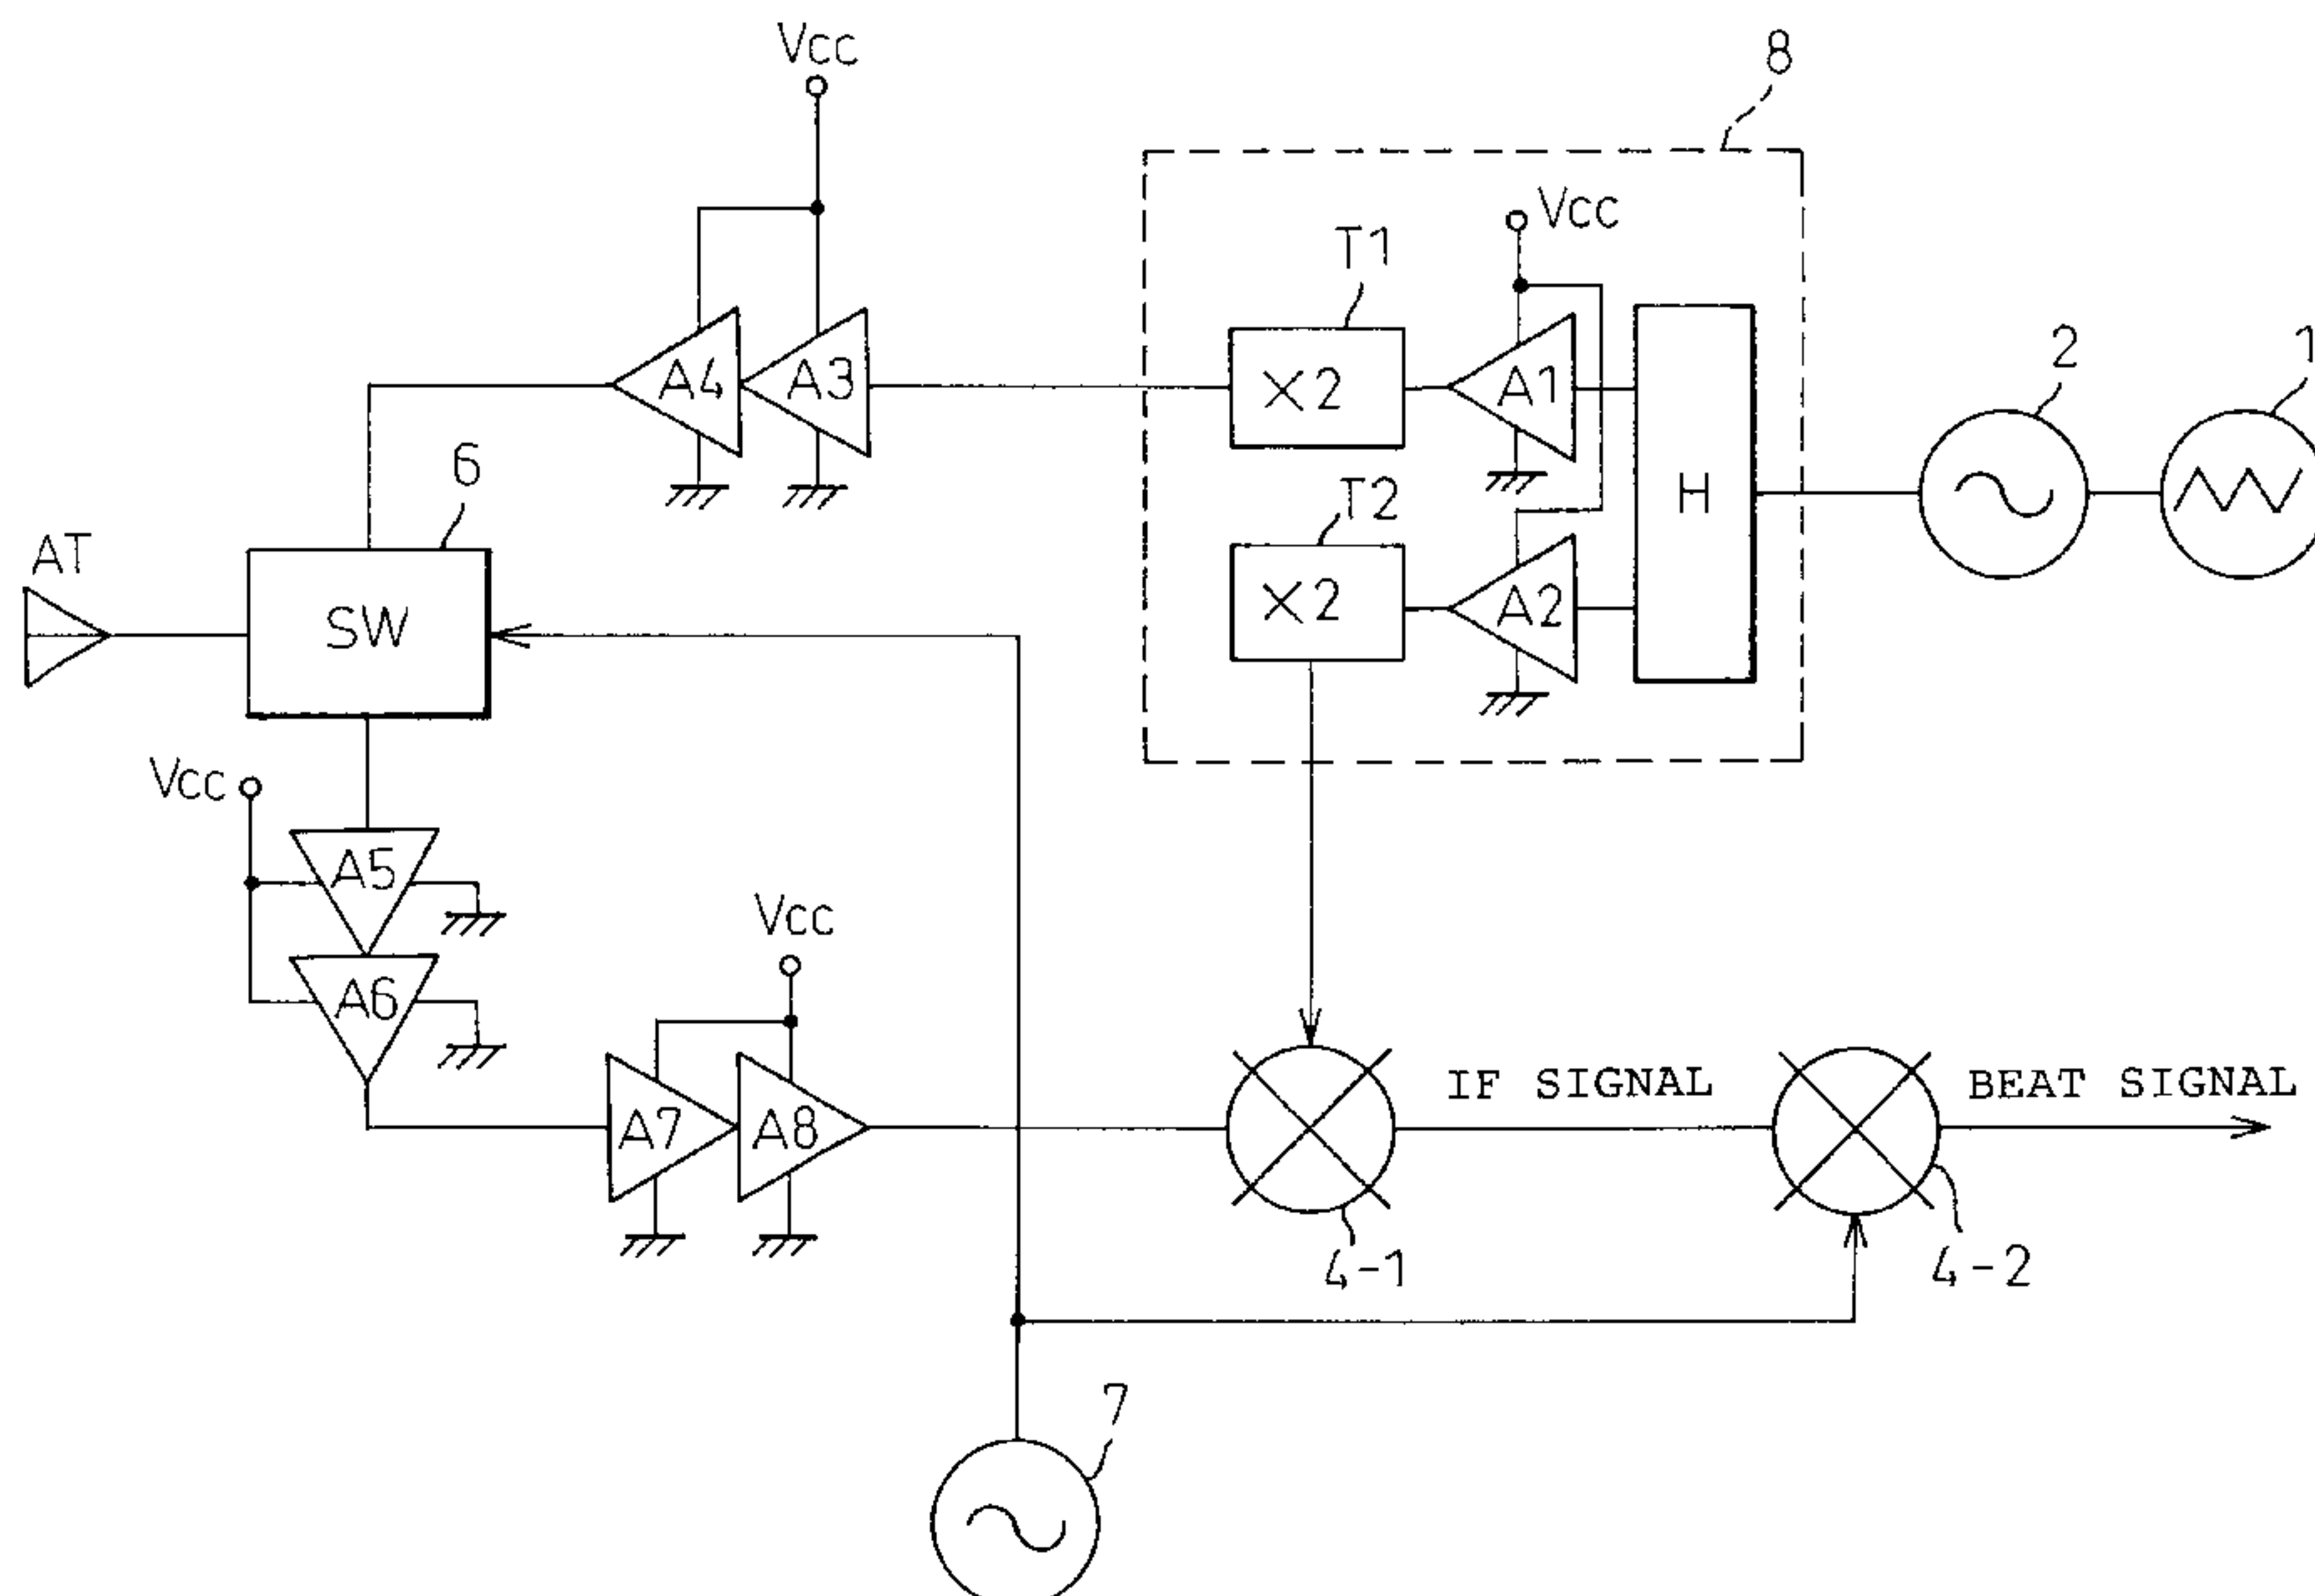 Vcc
8
Vcc
T1
2
1
A4
A3
×2
A1
6
H
T2
AT
SW
×2
A2
Vcc
A5
Vcc
A6
IF SIGNAL
BEAT SIGNAL
A7
A8
4-1
4-2
7